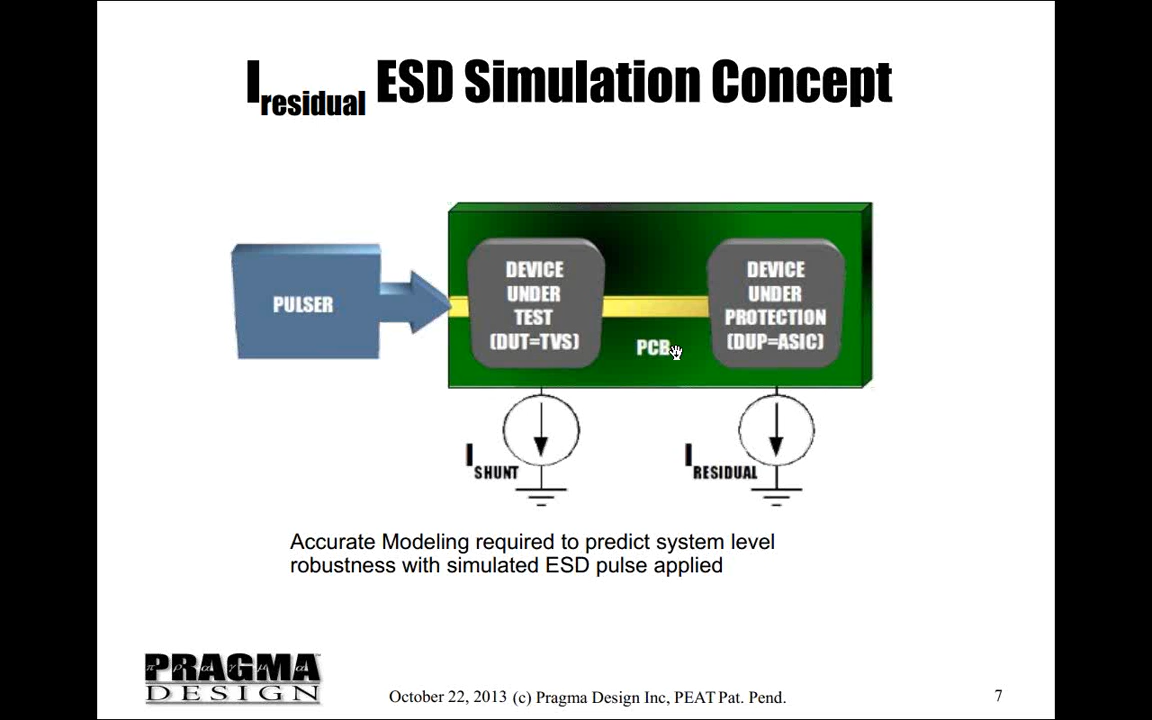 Iresidual ESD Simulation Concept
PULSER
DEVICE
UNDER
TEST
(DUT=TVS)
PCB
DEVICE
UNDER
PROTECTION
(DUP=ASIC)
ISHUNT
IRESIDUAL
Accurate Modeling required to predict system level
robustness with simulated ESD pulse applied
PRAGMA
DESIGN
October 22, 2013 (c) Pragma Design Inc, PEAT Pat. Pend.
7